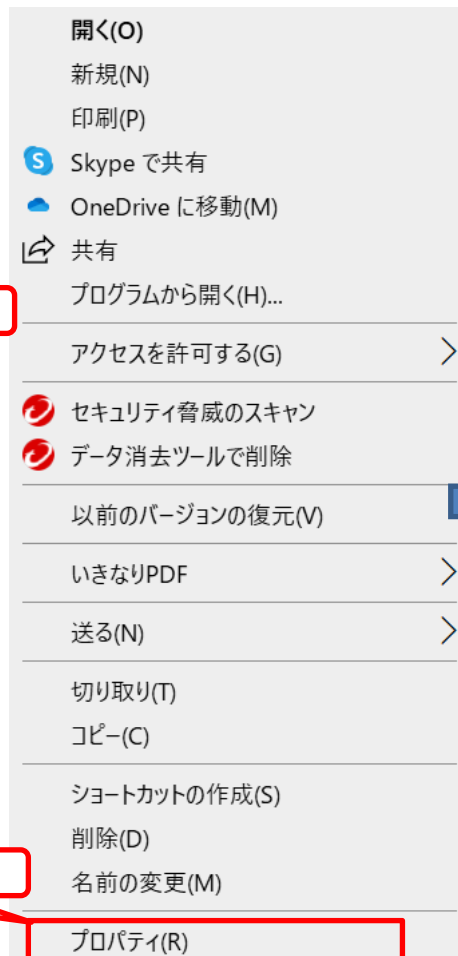 開く(O)
新規(N)
印刷(P)
S Skype で共有
OneDrive に移動(M)
共有
プログラムから開く(H)...
アクセスを許可する(G)
セキュリティ脅威のスキャン
データ消去ツールで削除
以前のバージョンの復元(V)
いきなりPDF
送る(N)
切り取り(T)
コピー(C)
ショートカットの作成(S)
削除(D)
名前の変更(M)
プロパティ(R)